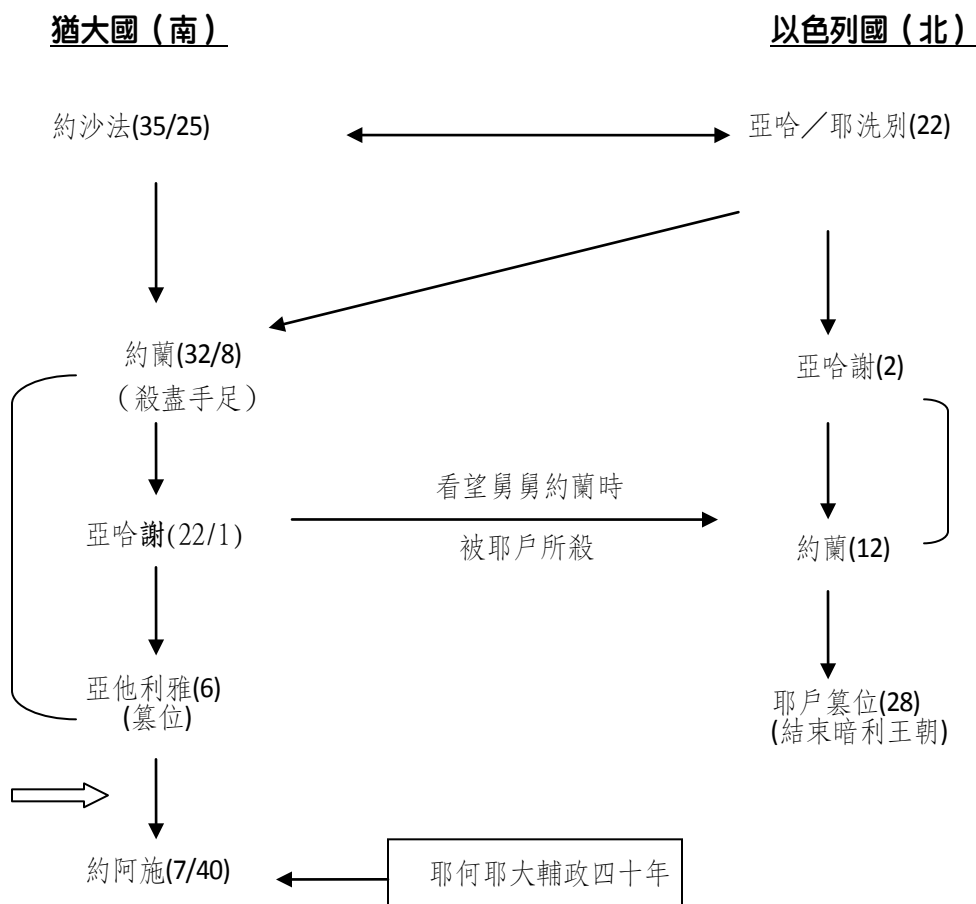 猶大國（南）
以色列國（北）
約沙法(35/25)
亞哈／耶洗別(22)
約蘭(32/8)
（殺盡手足）
亞哈謝(2)
看望舅舅約蘭時
亞哈謝(22/1)
被耶戶所殺
約蘭(12)
亞他利雅(6)
(篡位)
耶戶篡位(28)
(結束暗利王朝)
約阿施(7/40)
耶何耶大輔政四十年